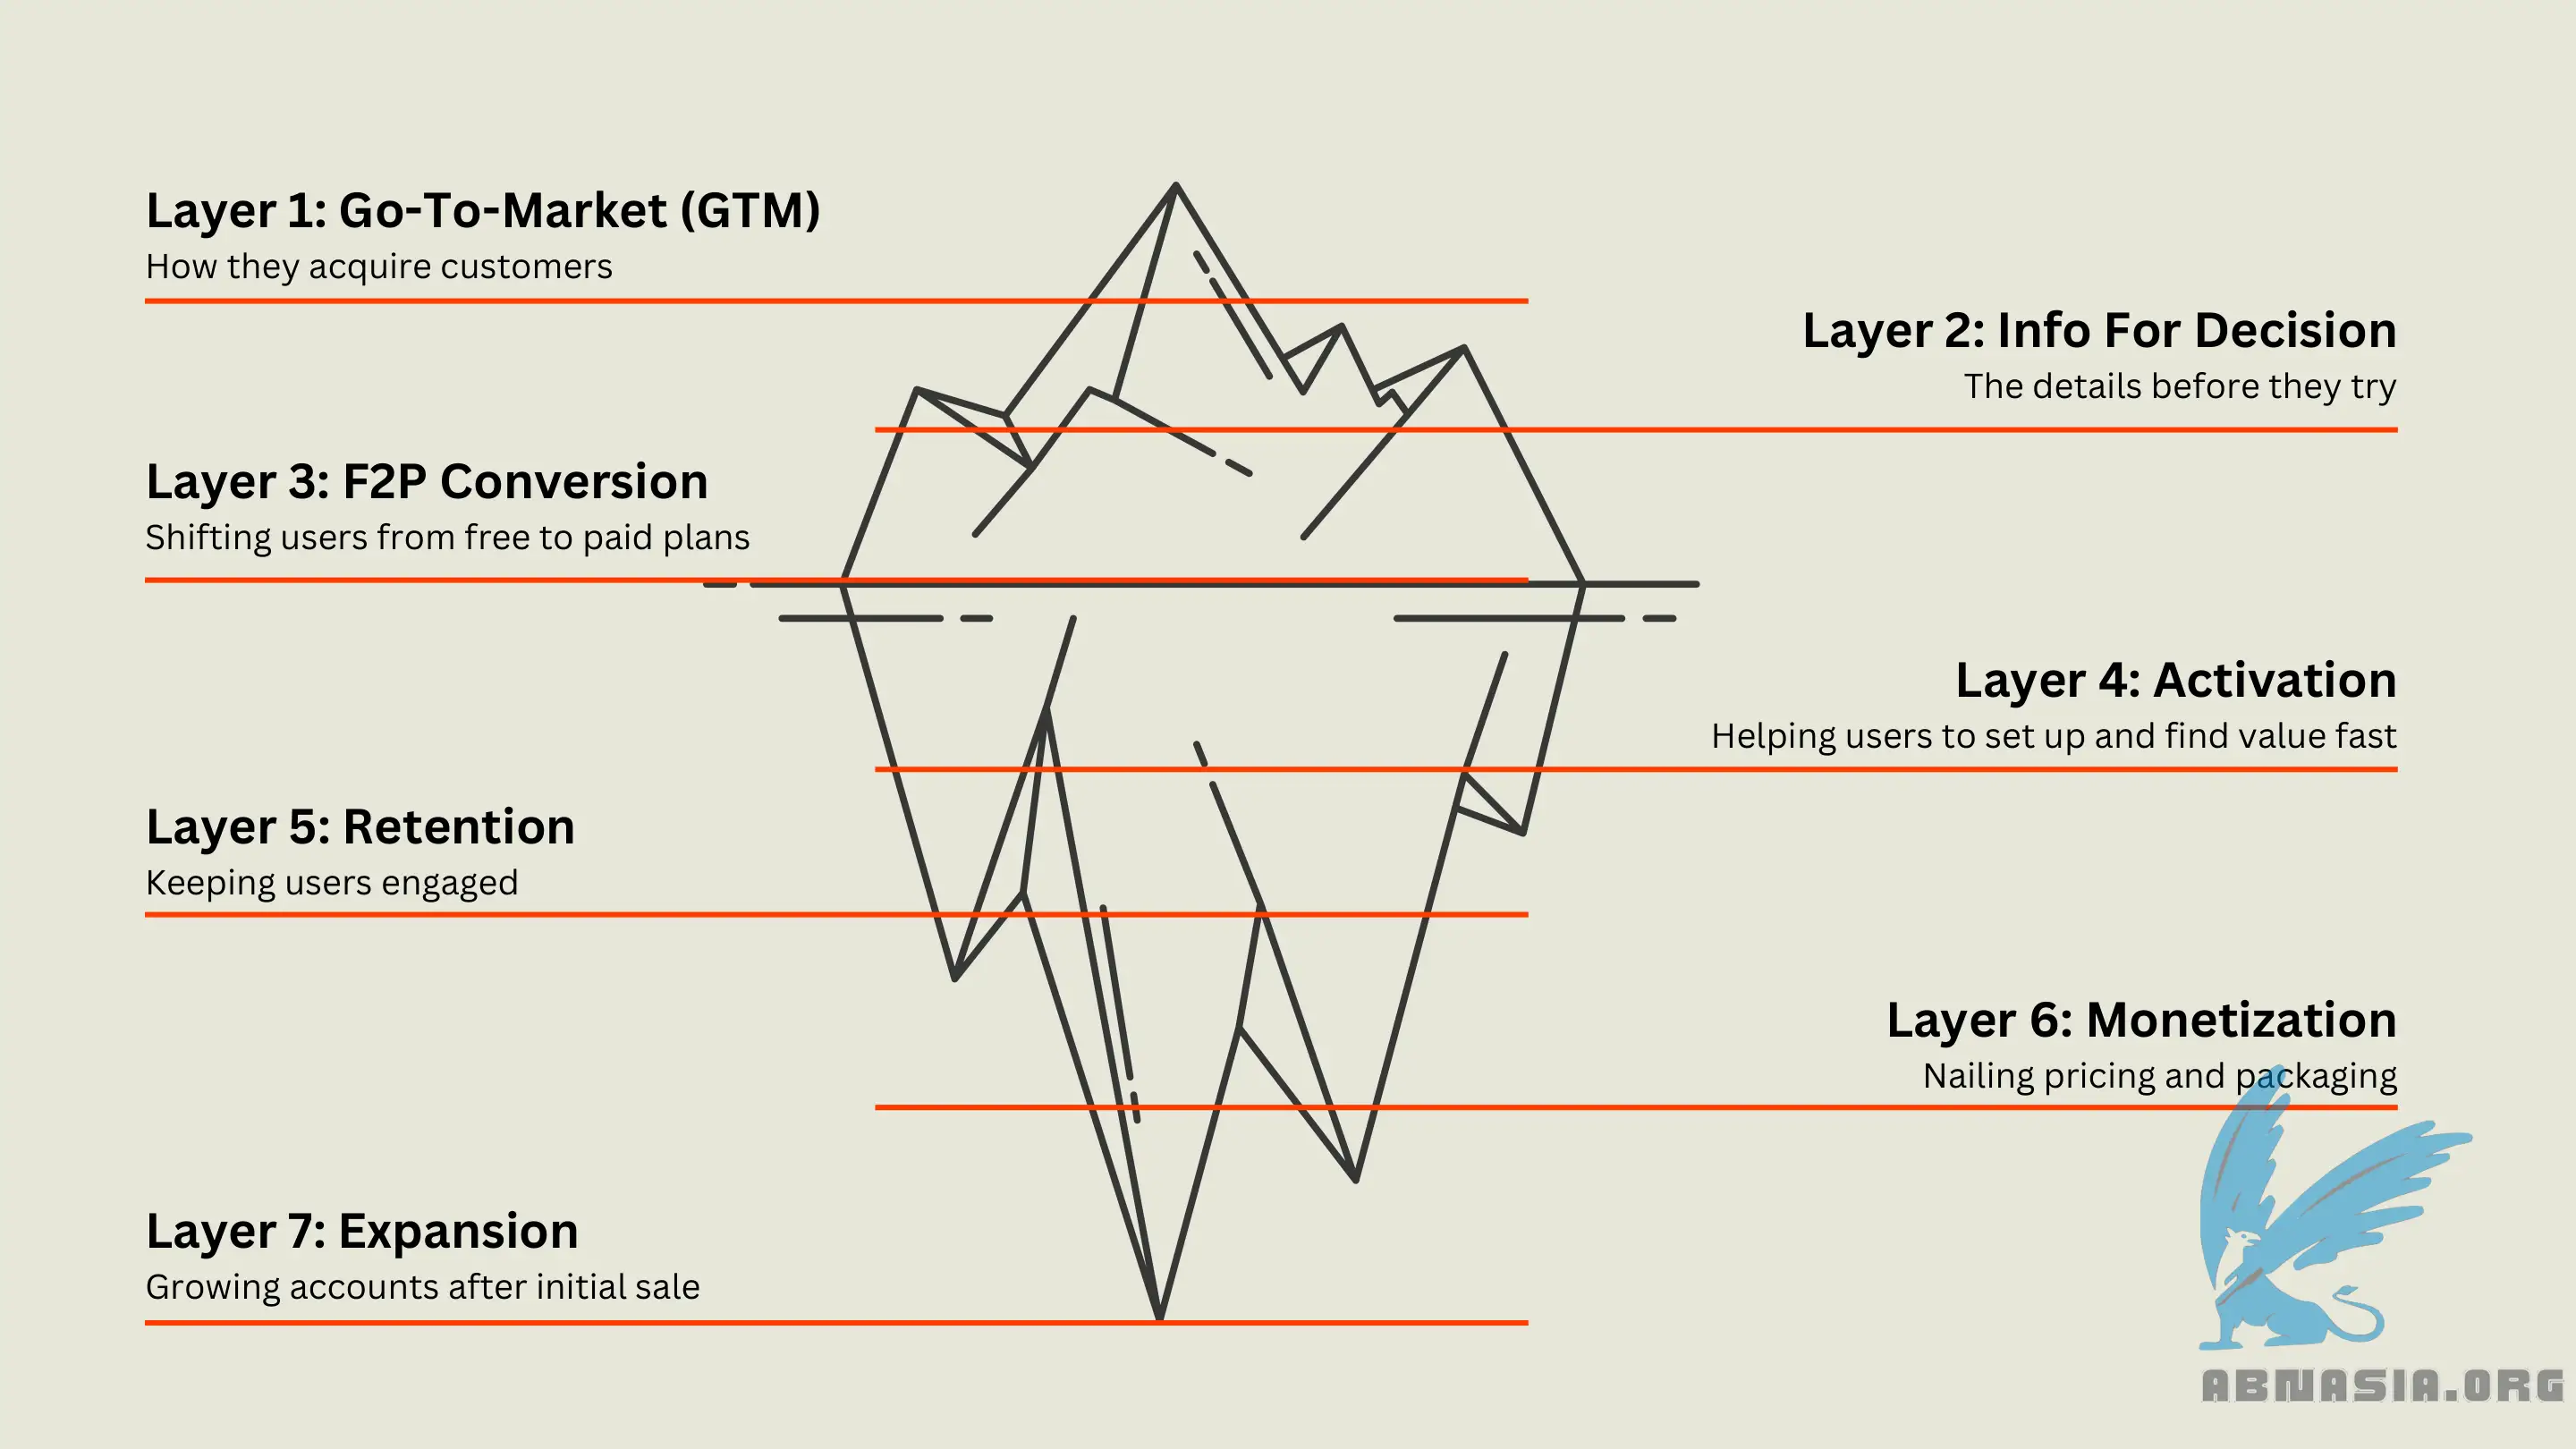 Layer 1: Go-To-Market (GTM)
How they acquire customers
Layer 2: Info For Decision
The details before they try
Layer 3: F2P Conversion
Shifting users from free to paid plans
Layer 4: Activation
Helping users to set up and find value fast
Layer 5: Retention
Keeping users engaged
Layer 6: Monetization
Nailing pricing and packaging
Layer 7: Expansion
Growing accounts after initial sale
ABNASIA.ORG